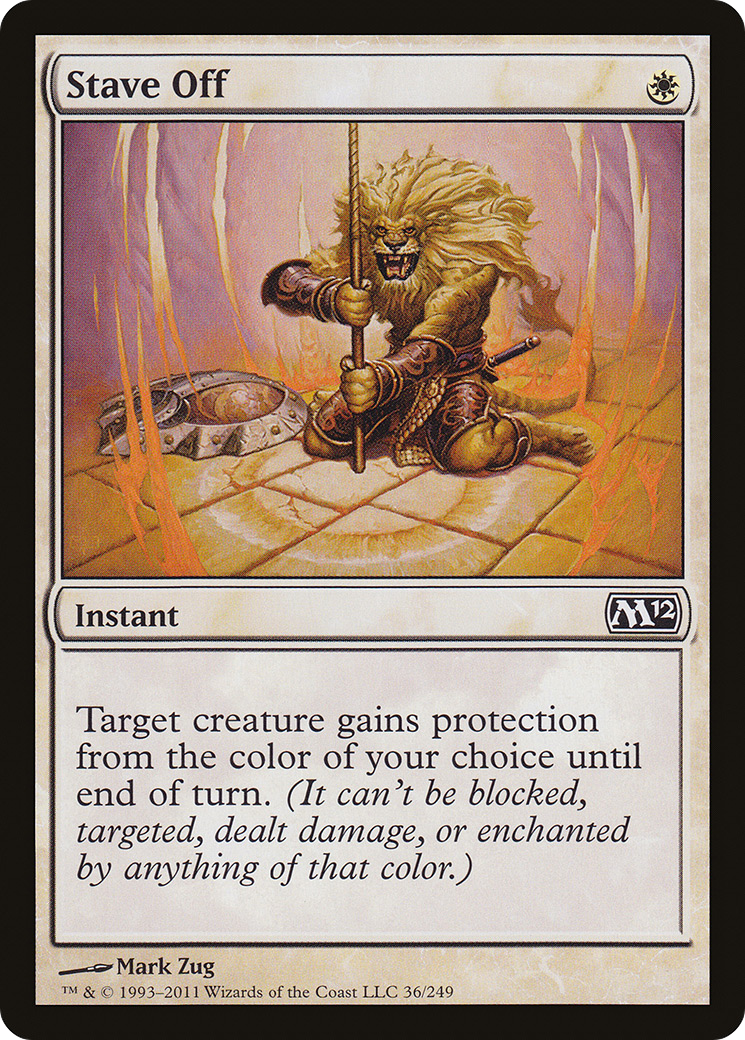 Stave Off
Instant
M12
Target creature gains protection
from the color of your choice until
end of turn. (It can't be blocked,
targeted, dealt damage, or enchanted
by anything of that color.)
Mark Zug
™ & © 1993–2011 Wizards of the Coast LLC 36/249